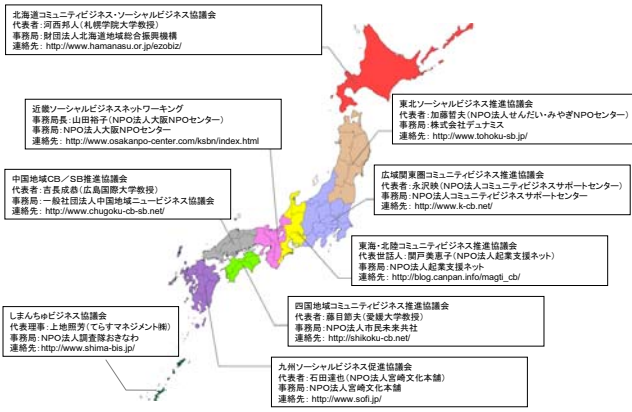 北海道コミュニティビジネス・ソーシャルビジネス協議会
代表者：河西邦人（札幌学院大学教授）
事務局：財団法人北海道地域総合振興機構
連絡先：http://www.hamanasu.or.jp/ezobiz/
近畿ソーシャルビジネスネットワーキング
事務局長：山田裕子（NPO法人大阪NPOセンター）
事務局：NPO法人大阪NPOセンター
連絡先：http://www.osakanpo-center.com/ksbn/index.html
東北ソーシャルビジネス推進協議会
代表者：加藤哲夫（NPO法人せんだい・みやぎNPOセンター）
事務局：株式会社デュナミス
連絡先：http://www.tohoku-sb.jp/
中国地域CB／SB推進協議会
代表者：吉長成恭（広島国際大学教授）
事務局：一般社団法人中国地域ニュービジネス協議会
連絡先：http://www.chugoku-cb-sb.net/
広域関東圏コミュニティビジネス推進協議会
代表者：永沢映（NPO法人コミュニティビジネスサポートセンター）
事務局：NPO法人コミュニティビジネスサポートセンター
連絡先：http://www.k-cb.net/
東海・北陸コミュニティビジネス推進協議会
代表世話人：関戸美恵子（NPO法人起業支援ネット）
事務局：NPO法人起業支援ネット
連絡先：http://blog.canpan.info/magti_cb/
四国地域コミュニティビジネス推進協議会
代表者：藤目節夫（愛媛大学教授）
事務局：NPO法人市民未来共社
連絡先：http://shikoku-cb.net/
しまんちゅビジネス協議会
代表理事：上地照芳（てらすマネジメント㈱）
事務局：NPO法人調査隊おきなわ
連絡先：http://www.shima-bis.jp/
九州ソーシャルビジネス促進協議会
代表者：石田達也（NPO法人宮崎文化本舗）
事務局：NPO法人宮崎文化本舗
連絡先：http://www.sofi.jp/